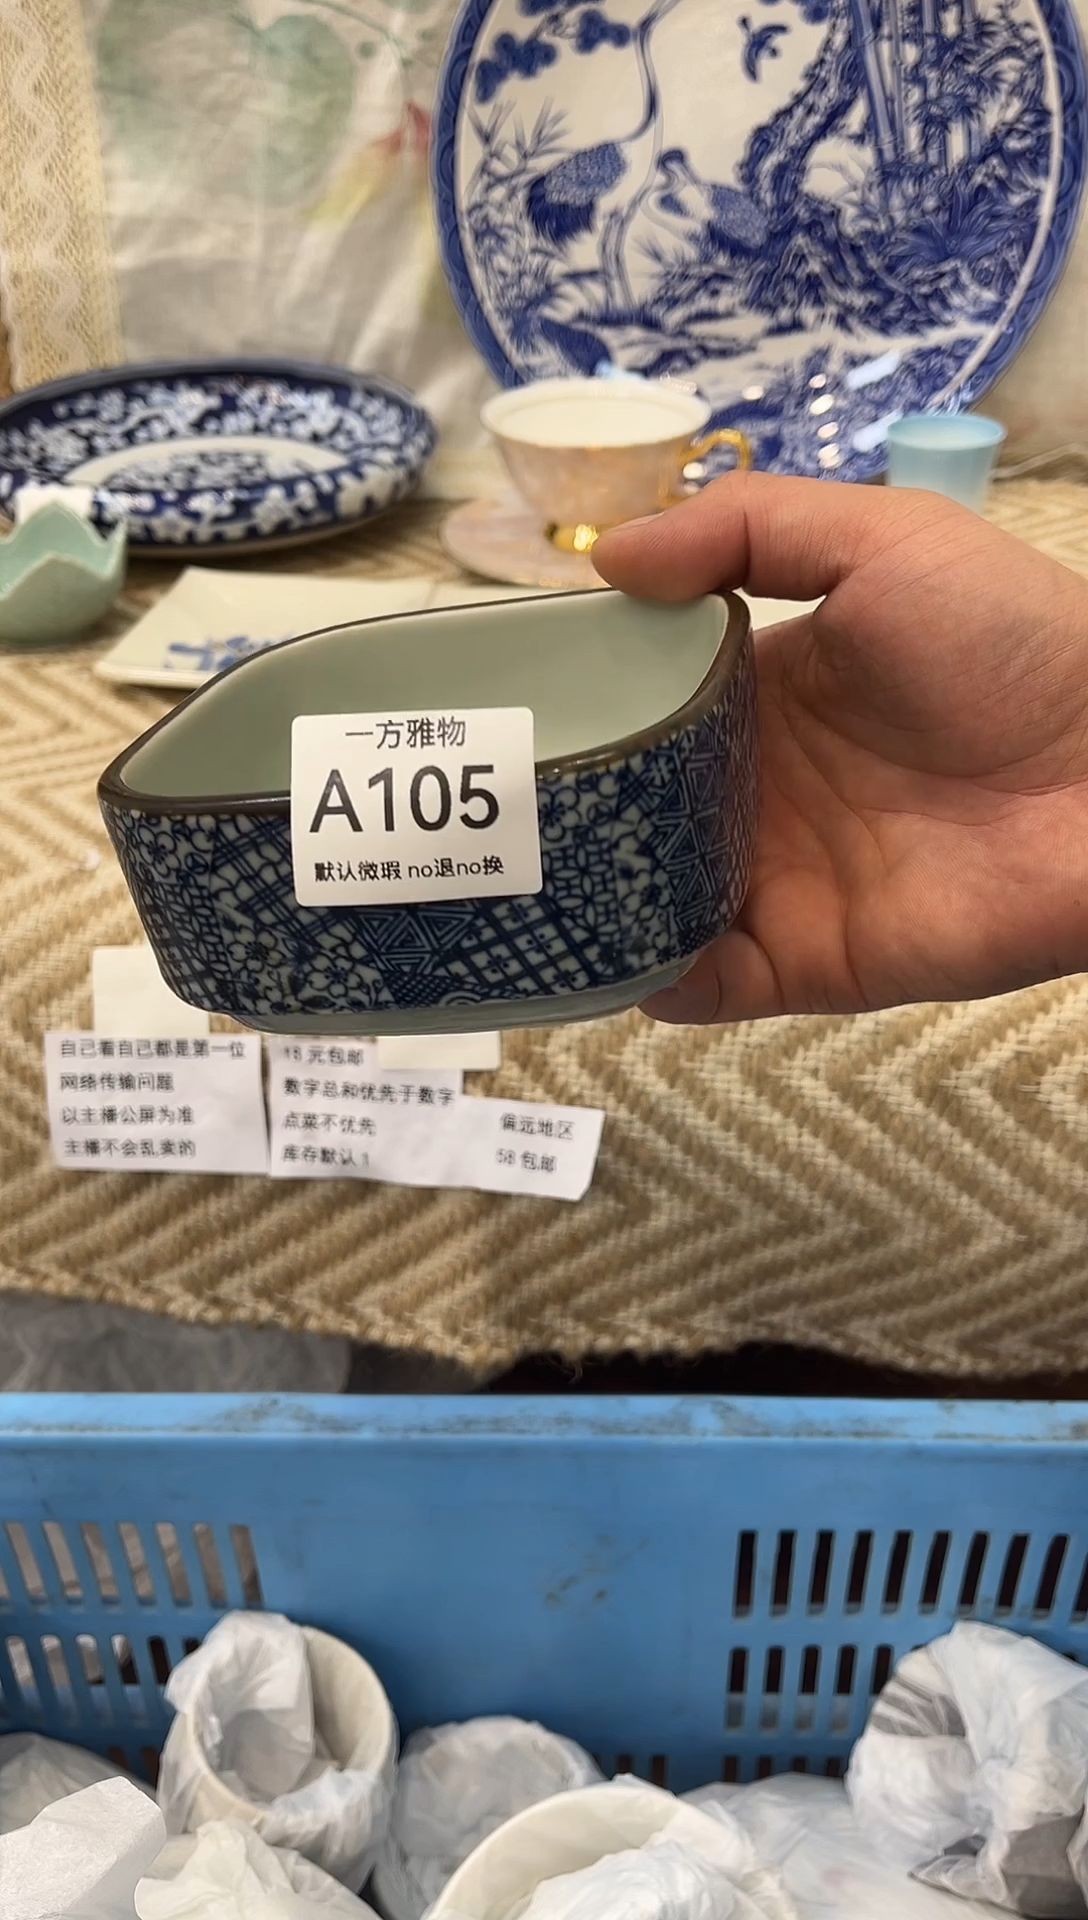 一方雅物
A105
默认微瑕 no退no换
自己看自己都是第一位
网络传输问题
以主播公屏为准
主播不会乱卖的
18 元包邮
数字总和优先于数字
点菜不优先
库存默认 1
偏远地区
58 包邮